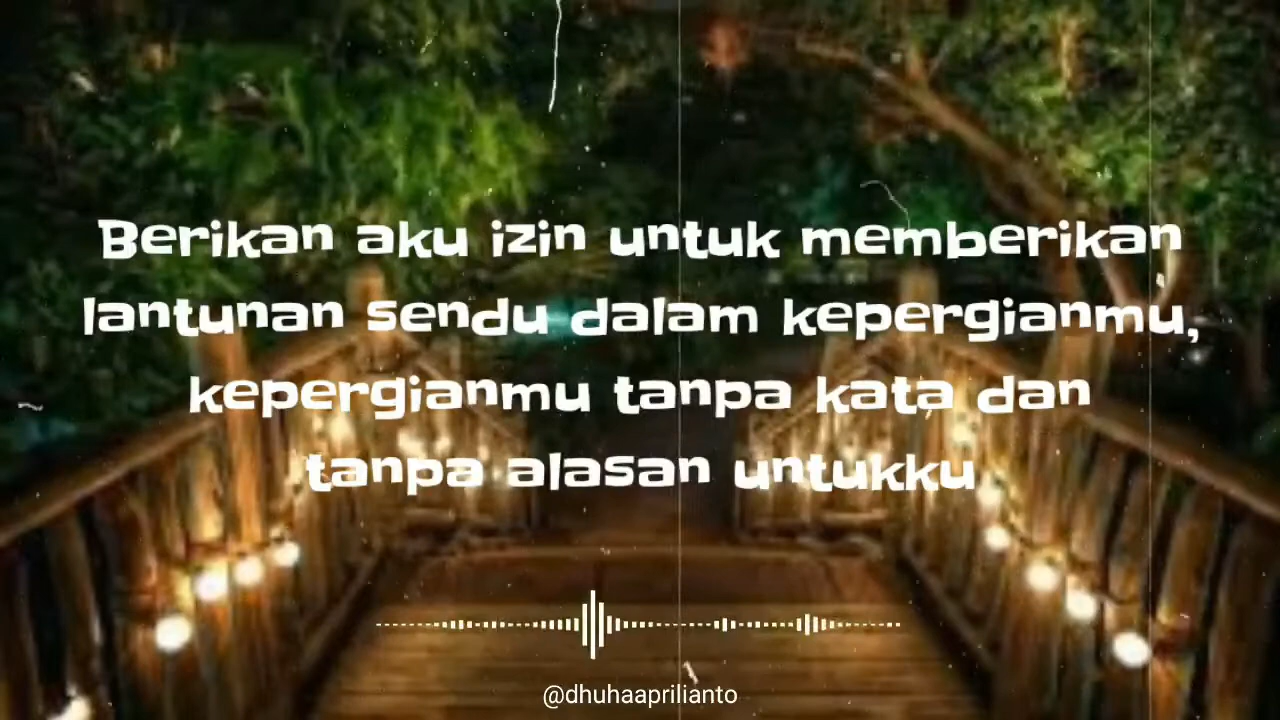 Berikan aku izin untuk memberikan
lantunan sendu dalam kepergianmu,
kepergianmu tanpa kata dan
tanpa alasan untukku
@dhuhaaprilianto